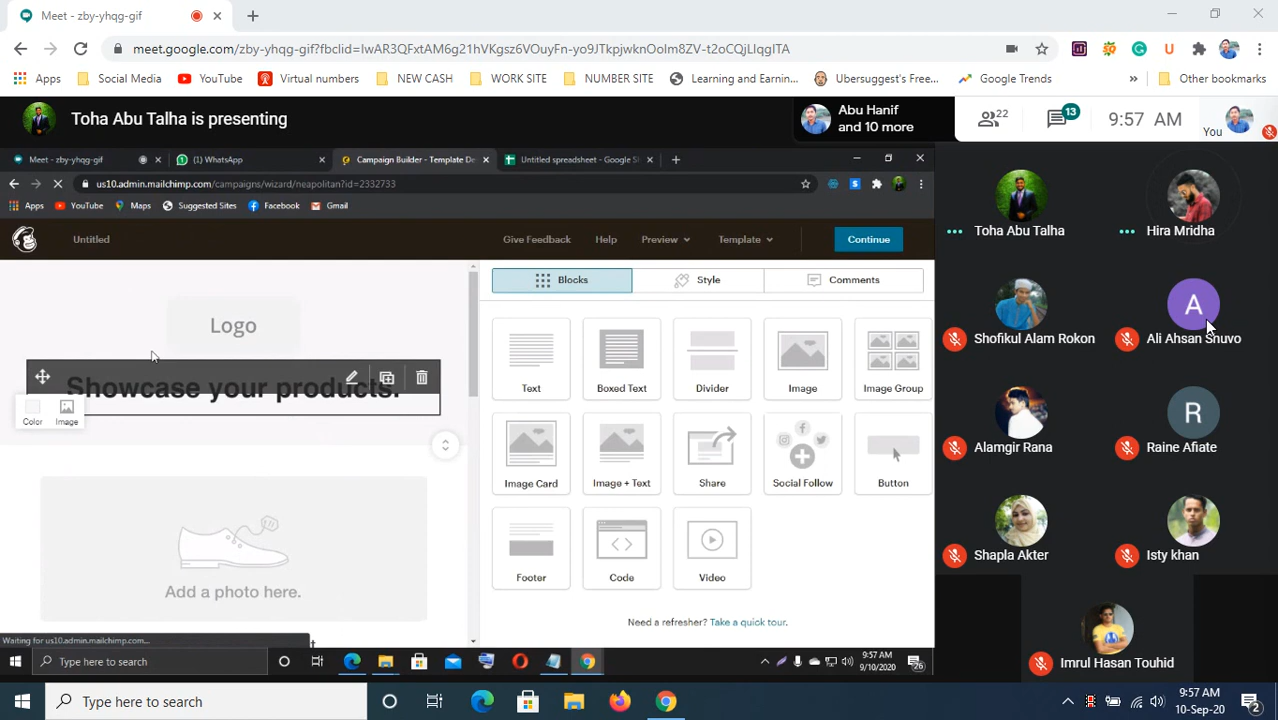 Meet - zby-yhqg-gif
meet.google.com/zby-yhqg-gif?fbclid=IwAR3QFxtAM6g21hVKgsz6VOuyFn-yo9JTkpjwknOolm8ZV-t2oCQjLlqgITA
Apps Social Media YouTube Virtual numbers NEW CASH WORK SITE NUMBER SITE Learning and Earnin... Ubersuggest's Free... Google Trends » Other bookmarks
Toha Abu Talha is presenting
Abu Hanif
and 10 more
22
13
9:57 AM
You
Meet - zby-yhqg-gif
(1) WhatsApp
Campaign Builder - Template De
Untitled spreadsheet - Google Sh
us10.admin.mailchimp.com/campaigns/wizard/neapolitan?id=2332733
Apps YouTube Maps Suggested Sites Facebook Gmail
Untitled
Give Feedback Help Preview Template Continue
Blocks Style Comments
Logo
Showcase your products.
Color Image
Add a photo here.
Text Boxed Text Divider Image Image Group
Image Card Image + Text Share Social Follow Button
Footer Code Video
Need a refresher? Take a quick tour.
Waiting for us10.admin.mailchimp.com...
Type here to search
9:57 AM
9/10/2020
26
Toha Abu Talha
Hira Mridha
Shofikul Alam Rokon
A
Ali Ahsan Shuvo
Alamgir Rana
R
Raine Afiate
Shapla Akter
Isty khan
Imrul Hasan Touhid
Type here to search
9:57 AM
10-Sep-20
2